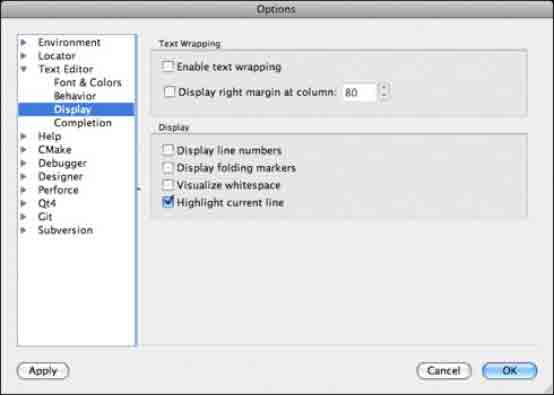 Options
Environment
Locator
Text Editor
Font & Colors
Behavior
Display
Completion
Help
CMake
Debugger
Designer
Perforce
Qt4
Git
Subversion
Text Wrapping
Enable text wrapping
Display right margin at column: 80
Display
Display line numbers
Display folding markers
Visualize whitespace
Highlight current line
Apply
Cancel
OK